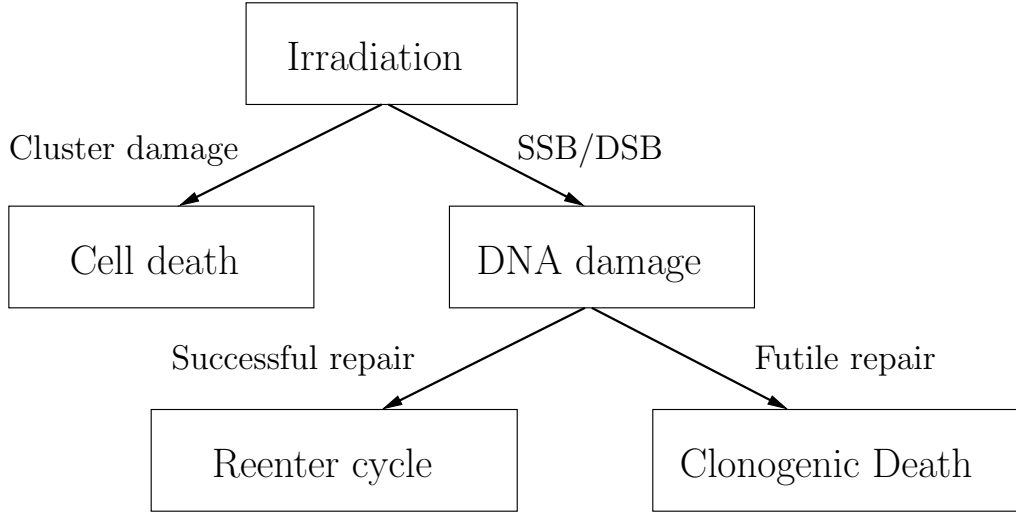 Irradiation
Cluster damage
SSB/DSB
Cell death
DNA damage
Successful repair
Futile repair
Reenter cycle
Clonogenic Death